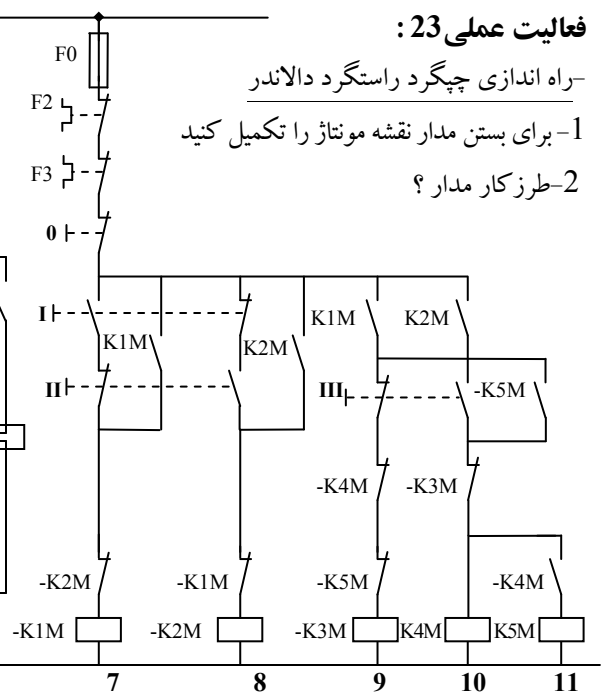 فعالیت عملی23 :
-راه اندازی چپگرد راستگرد دالاندر
1- برای بستن مدار نقشه مونتاژ را تکمیل کنید
2-طرزکار مدار ؟
F0
F2
F3
0
I
K1M
K2M
K1M
K2M
II
III
-K5M
-K4M
-K3M
-K2M
-K1M
-K5M
-K4M
-K1M
-K2M
-K3M
K4M
K5M
7
8
9
10
11